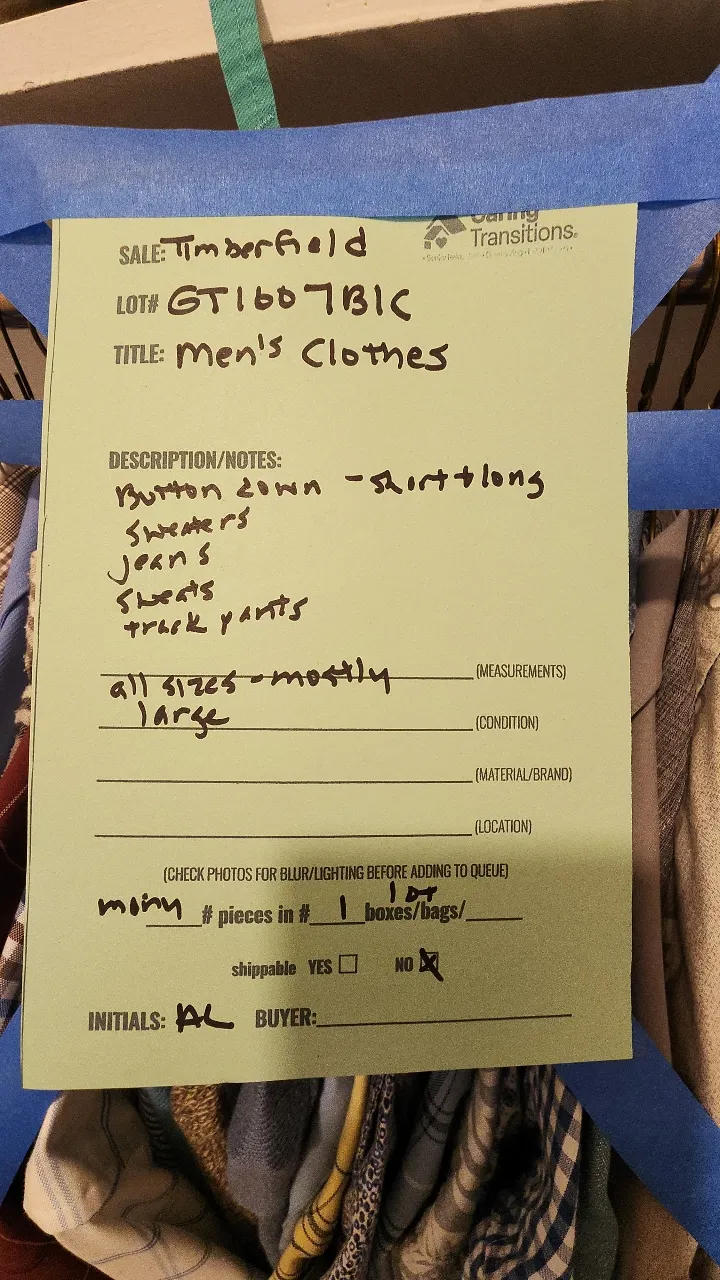 Caring
Transitions.
SALE: Timberfield
LOT# GT1607B1C
TITLE: Men's Clothes
DESCRIPTION/NOTES:
Button down - short + long
Sweaters
jeans
Sweats
track pants
all sizes - mostly (MEASUREMENTS)
large (CONDITION)
(MATERIAL/BRAND)
(LOCATION)
(CHECK PHOTOS FOR BLUR/LIGHTING BEFORE ADDING TO QUEUE)
lot
many # pieces in # 1 boxes/bags/
shippable YES NO
INITIALS: AL BUYER: